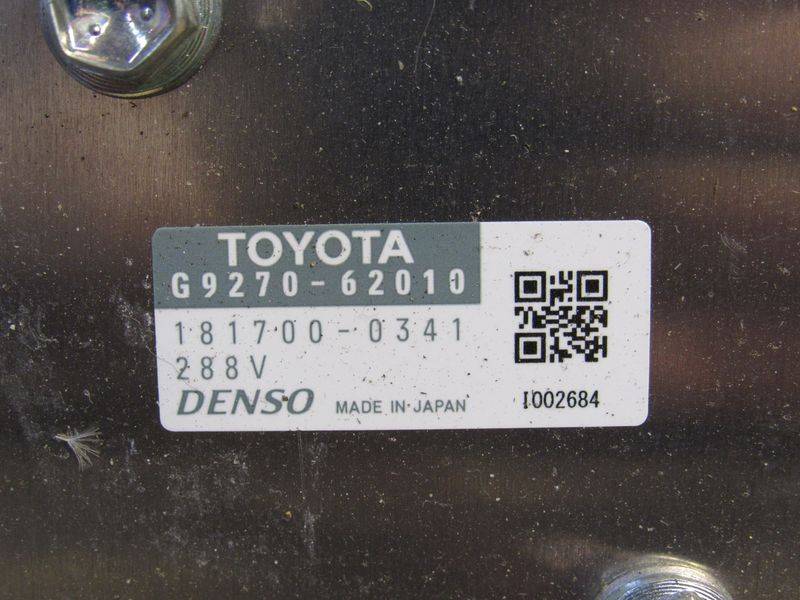 TOYOTA
G9270-62010
181700-0341
288V
DENSO MADE IN JAPAN
I002684